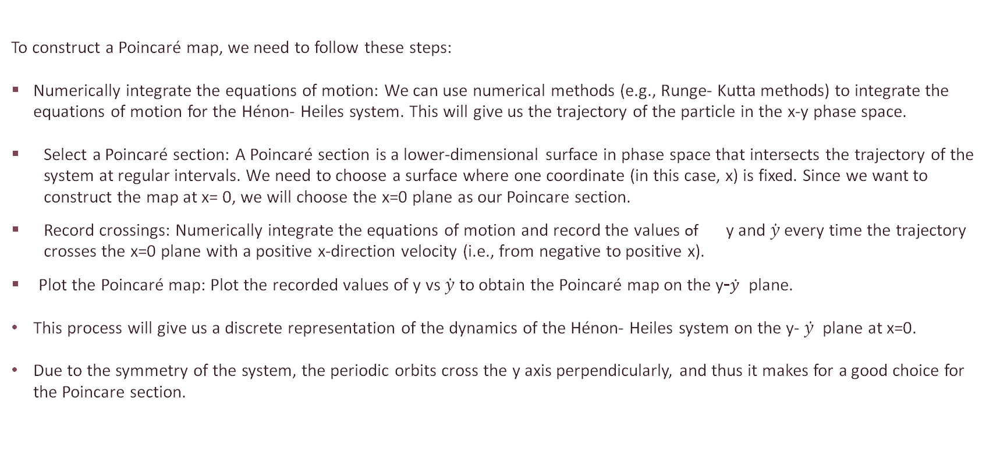 To construct a Poincaré map, we need to follow these steps:
▪ Numerically integrate the equations of motion: We can use numerical methods (e.g., Runge- Kutta methods) to integrate the
equations of motion for the Hénon- Heiles system. This will give us the trajectory of the particle in the x-y phase space.
▪ Select a Poincaré section: A Poincaré section is a lower-dimensional surface in phase space that intersects the trajectory of the
system at regular intervals. We need to choose a surface where one coordinate (in this case, x) is fixed. Since we want to
construct the map at x= 0, we will choose the x=0 plane as our Poincare section.
▪ Record crossings: Numerically integrate the equations of motion and record the values of y and ẏ every time the trajectory
crosses the x=0 plane with a positive x-direction velocity (i.e., from negative to positive x).
▪ Plot the Poincaré map: Plot the recorded values of y vs ẏ to obtain the Poincaré map on the y-ẏ plane.
• This process will give us a discrete representation of the dynamics of the Hénon- Heiles system on the y- ẏ plane at x=0.
• Due to the symmetry of the system, the periodic orbits cross the y axis perpendicularly, and thus it makes for a good choice for
the Poincare section.